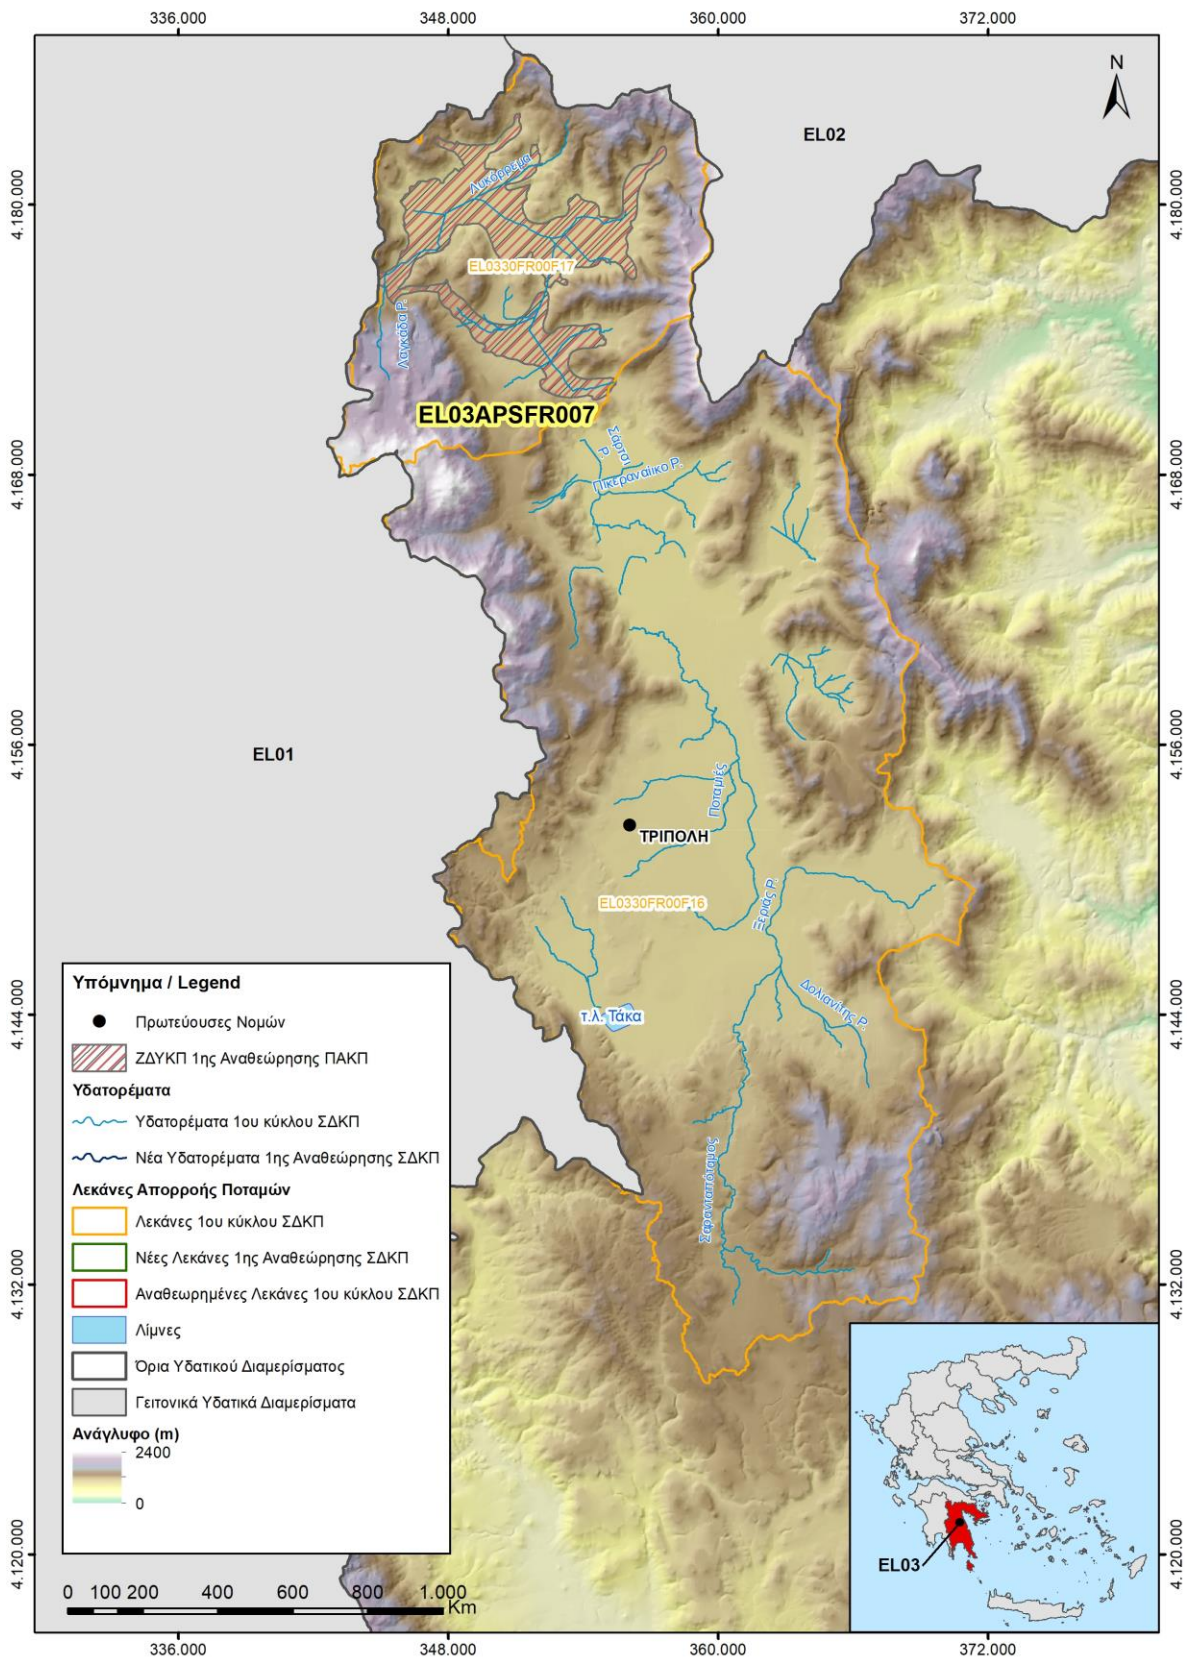 336.000
348.000
360.000
372.000
N
EL02
4.180.000
4.180.000
Λυκόρρεμα
EL0330FR00F17
Λαγκάδα Ρ.
EL03APSFR007
Σάρτσι Ρ.
Πικερναίικο Ρ.
4.168.000
4.168.000
4.156.000
4.156.000
EL01
Ποταμιές
ΤΡΙΠΟΛΗ
EL0330FR00F16
Ξεριας Ρ.
Δολιανίτης Ρ.
τ.λ. Τάκα
4.144.000
4.144.000
Σαρανταπόταμος
4.132.000
4.132.000
4.120.000
4.120.000
Υπόμνημα / Legend
Πρωτεύουσες Νομών
ΖΔΥΚΠ 1ης Αναθεώρησης ΠΑΚΠ
Υδατορέματα
Υδατορέματα 1ου κύκλου ΣΔΚΠ
Νέα Υδατορέματα 1ης Αναθεώρησης ΣΔΚΠ
Λεκάνες Απορροής Ποταμών
Λεκάνες 1ου κύκλου ΣΔΚΠ
Νέες Λεκάνες 1ης Αναθεώρησης ΣΔΚΠ
Αναθεωρημένες Λεκάνες 1ου κύκλου ΣΔΚΠ
Λίμνες
Όρια Υδατικού Διαμερίσματος
Γειτονικά Υδατικά Διαμερίσματα
Ανάγλυφο (m)
2400
0
0 100 200 400 600 800 1.000
Km
EL03
336.000
348.000
360.000
372.000